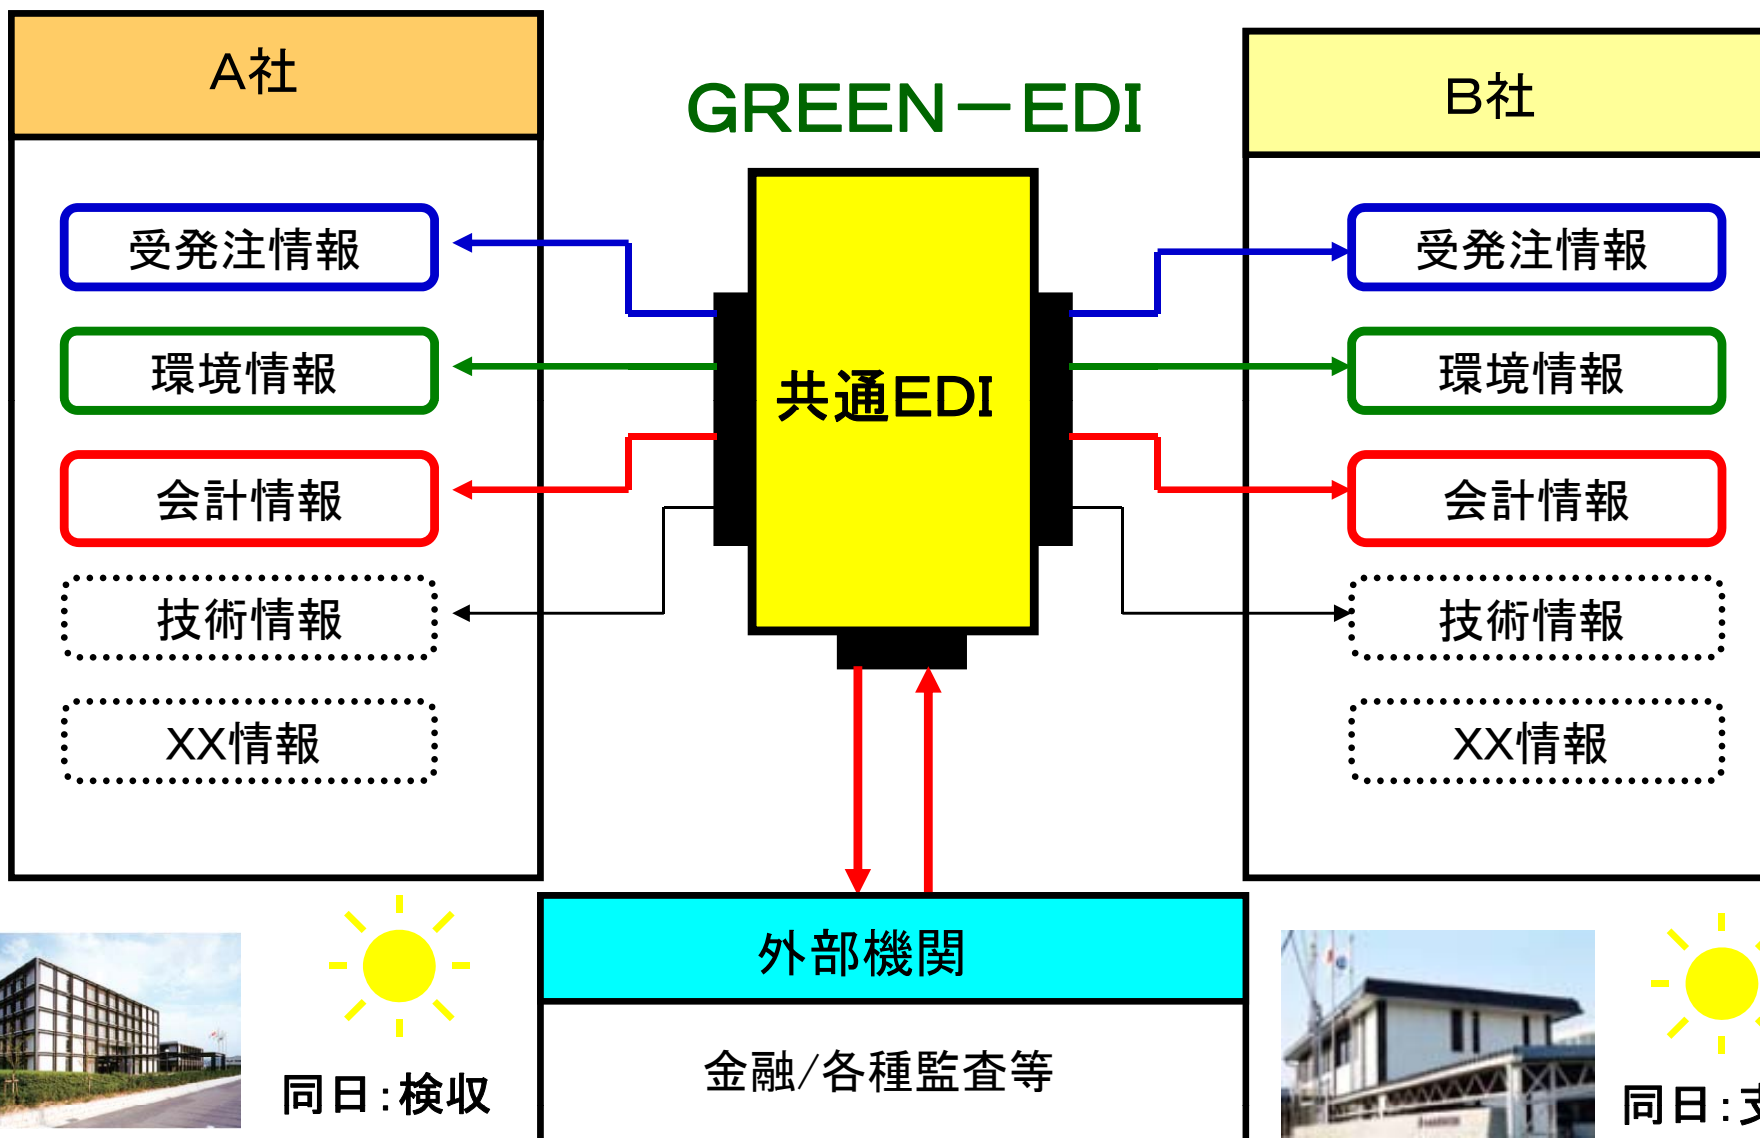 A社
GREEN－EDI
B社
受発注情報
環境情報
会計情報
技術情報
XX情報
共通EDI
受発注情報
環境情報
会計情報
技術情報
XX情報
外部機関
金融/各種監査等
同日:検収
同日: